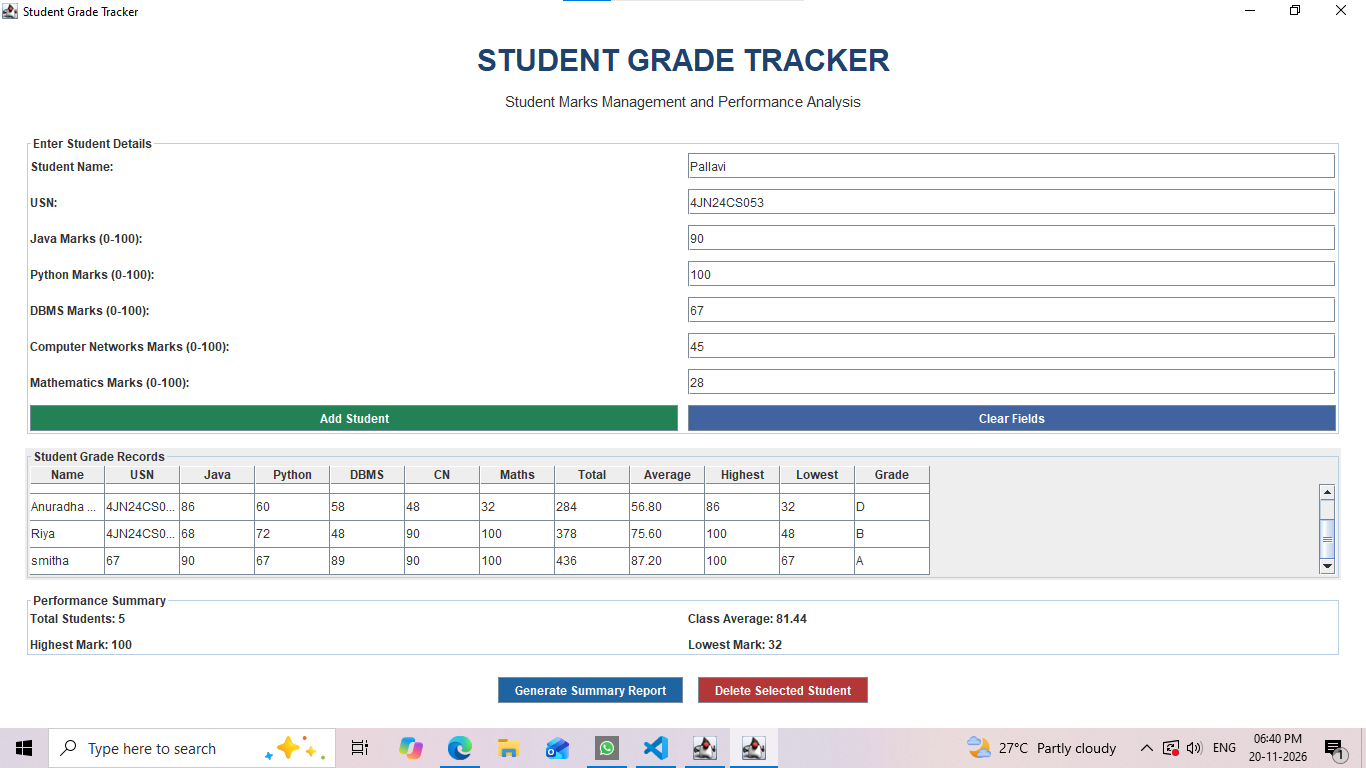 Student Grade Tracker
STUDENT GRADE TRACKER
Student Marks Management and Performance Analysis
Enter Student Details
Student Name: Pallavi
USN: 4JN24CS053
Java Marks (0-100): 90
Python Marks (0-100): 100
DBMS Marks (0-100): 67
Computer Networks Marks (0-100): 45
Mathematics Marks (0-100): 28
Add Student Clear Fields
Student Grade Records
Name USN Java Python DBMS CN Maths Total Average Highest Lowest Grade
Anuradha ... 4JN24CS0... 86 60 58 48 32 284 56.80 86 32 D
Riya 4JN24CS0... 68 72 48 90 100 378 75.60 100 48 B
smitha 67 90 67 89 90 100 436 87.20 100 67 A
Performance Summary
Total Students: 5 Class Average: 81.44
Highest Mark: 100 Lowest Mark: 32
Generate Summary Report Delete Selected Student
Type here to search 27°C Partly cloudy ENG 06:40 PM
20-11-2026 1